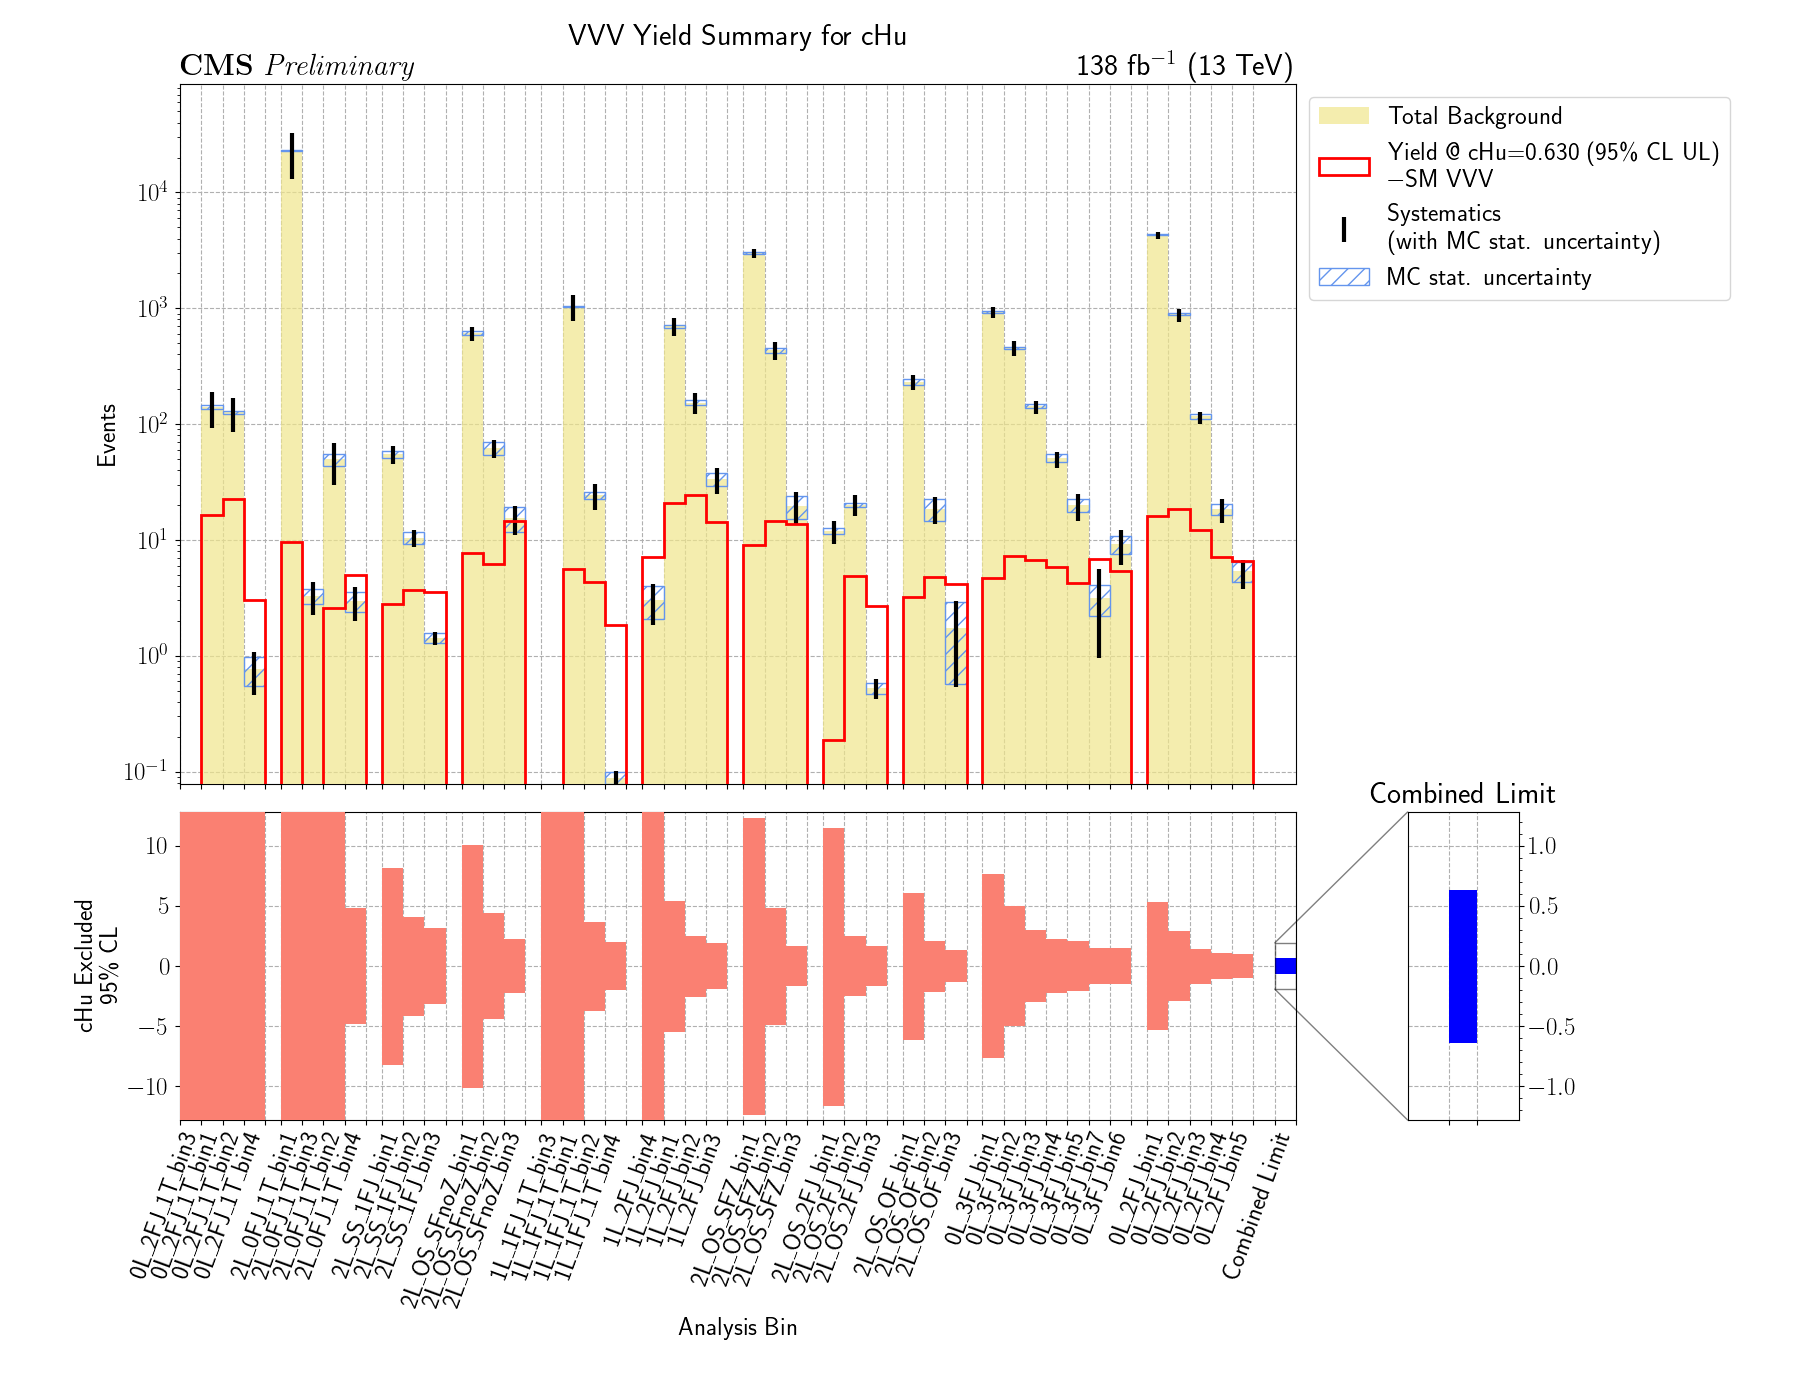 VVV Yield Summary for cHu
CMS Preliminary
138 fb⁻¹ (13 TeV)
Total Background
Yield @ cHu=0.630 (95% CL UL)
−SM VVV
Systematics
(with MC stat. uncertainty)
MC stat. uncertainty
Events
10⁴
10³
10²
10¹
10⁰
10⁻¹
cHu Excluded
95% CL
10
5
0
−5
−10
Combined Limit
1.0
0.5
0.0
−0.5
−1.0
0L_2FJ_1T_bin3
0L_2FJ_1T_bin1
0L_2FJ_1T_bin2
0L_2FJ_1T_bin4
2L_0FJ_1T_bin1
2L_0FJ_1T_bin3
2L_0FJ_1T_bin2
2L_0FJ_1T_bin4
2L_SS_1FJ_bin1
2L_SS_1FJ_bin2
2L_SS_1FJ_bin3
2L_OS_SFnoZ_bin1
2L_OS_SFnoZ_bin2
2L_OS_SFnoZ_bin3
1L_1FJ_1T_bin3
1L_1FJ_1T_bin1
1L_1FJ_1T_bin2
1L_1FJ_1T_bin4
1L_2FJ_bin4
1L_2FJ_bin1
1L_2FJ_bin2
1L_2FJ_bin3
2L_OS_SFZ_bin1
2L_OS_SFZ_bin2
2L_OS_SFZ_bin3
2L_OS_2FJ_bin1
2L_OS_2FJ_bin2
2L_OS_2FJ_bin3
2L_OS_OF_bin1
2L_OS_OF_bin2
2L_OS_OF_bin3
0L_3FJ_bin1
0L_3FJ_bin2
0L_3FJ_bin3
0L_3FJ_bin4
0L_3FJ_bin5
0L_3FJ_bin7
0L_3FJ_bin6
0L_2FJ_bin1
0L_2FJ_bin2
0L_2FJ_bin3
0L_2FJ_bin4
0L_2FJ_bin5
Combined Limit
Analysis Bin